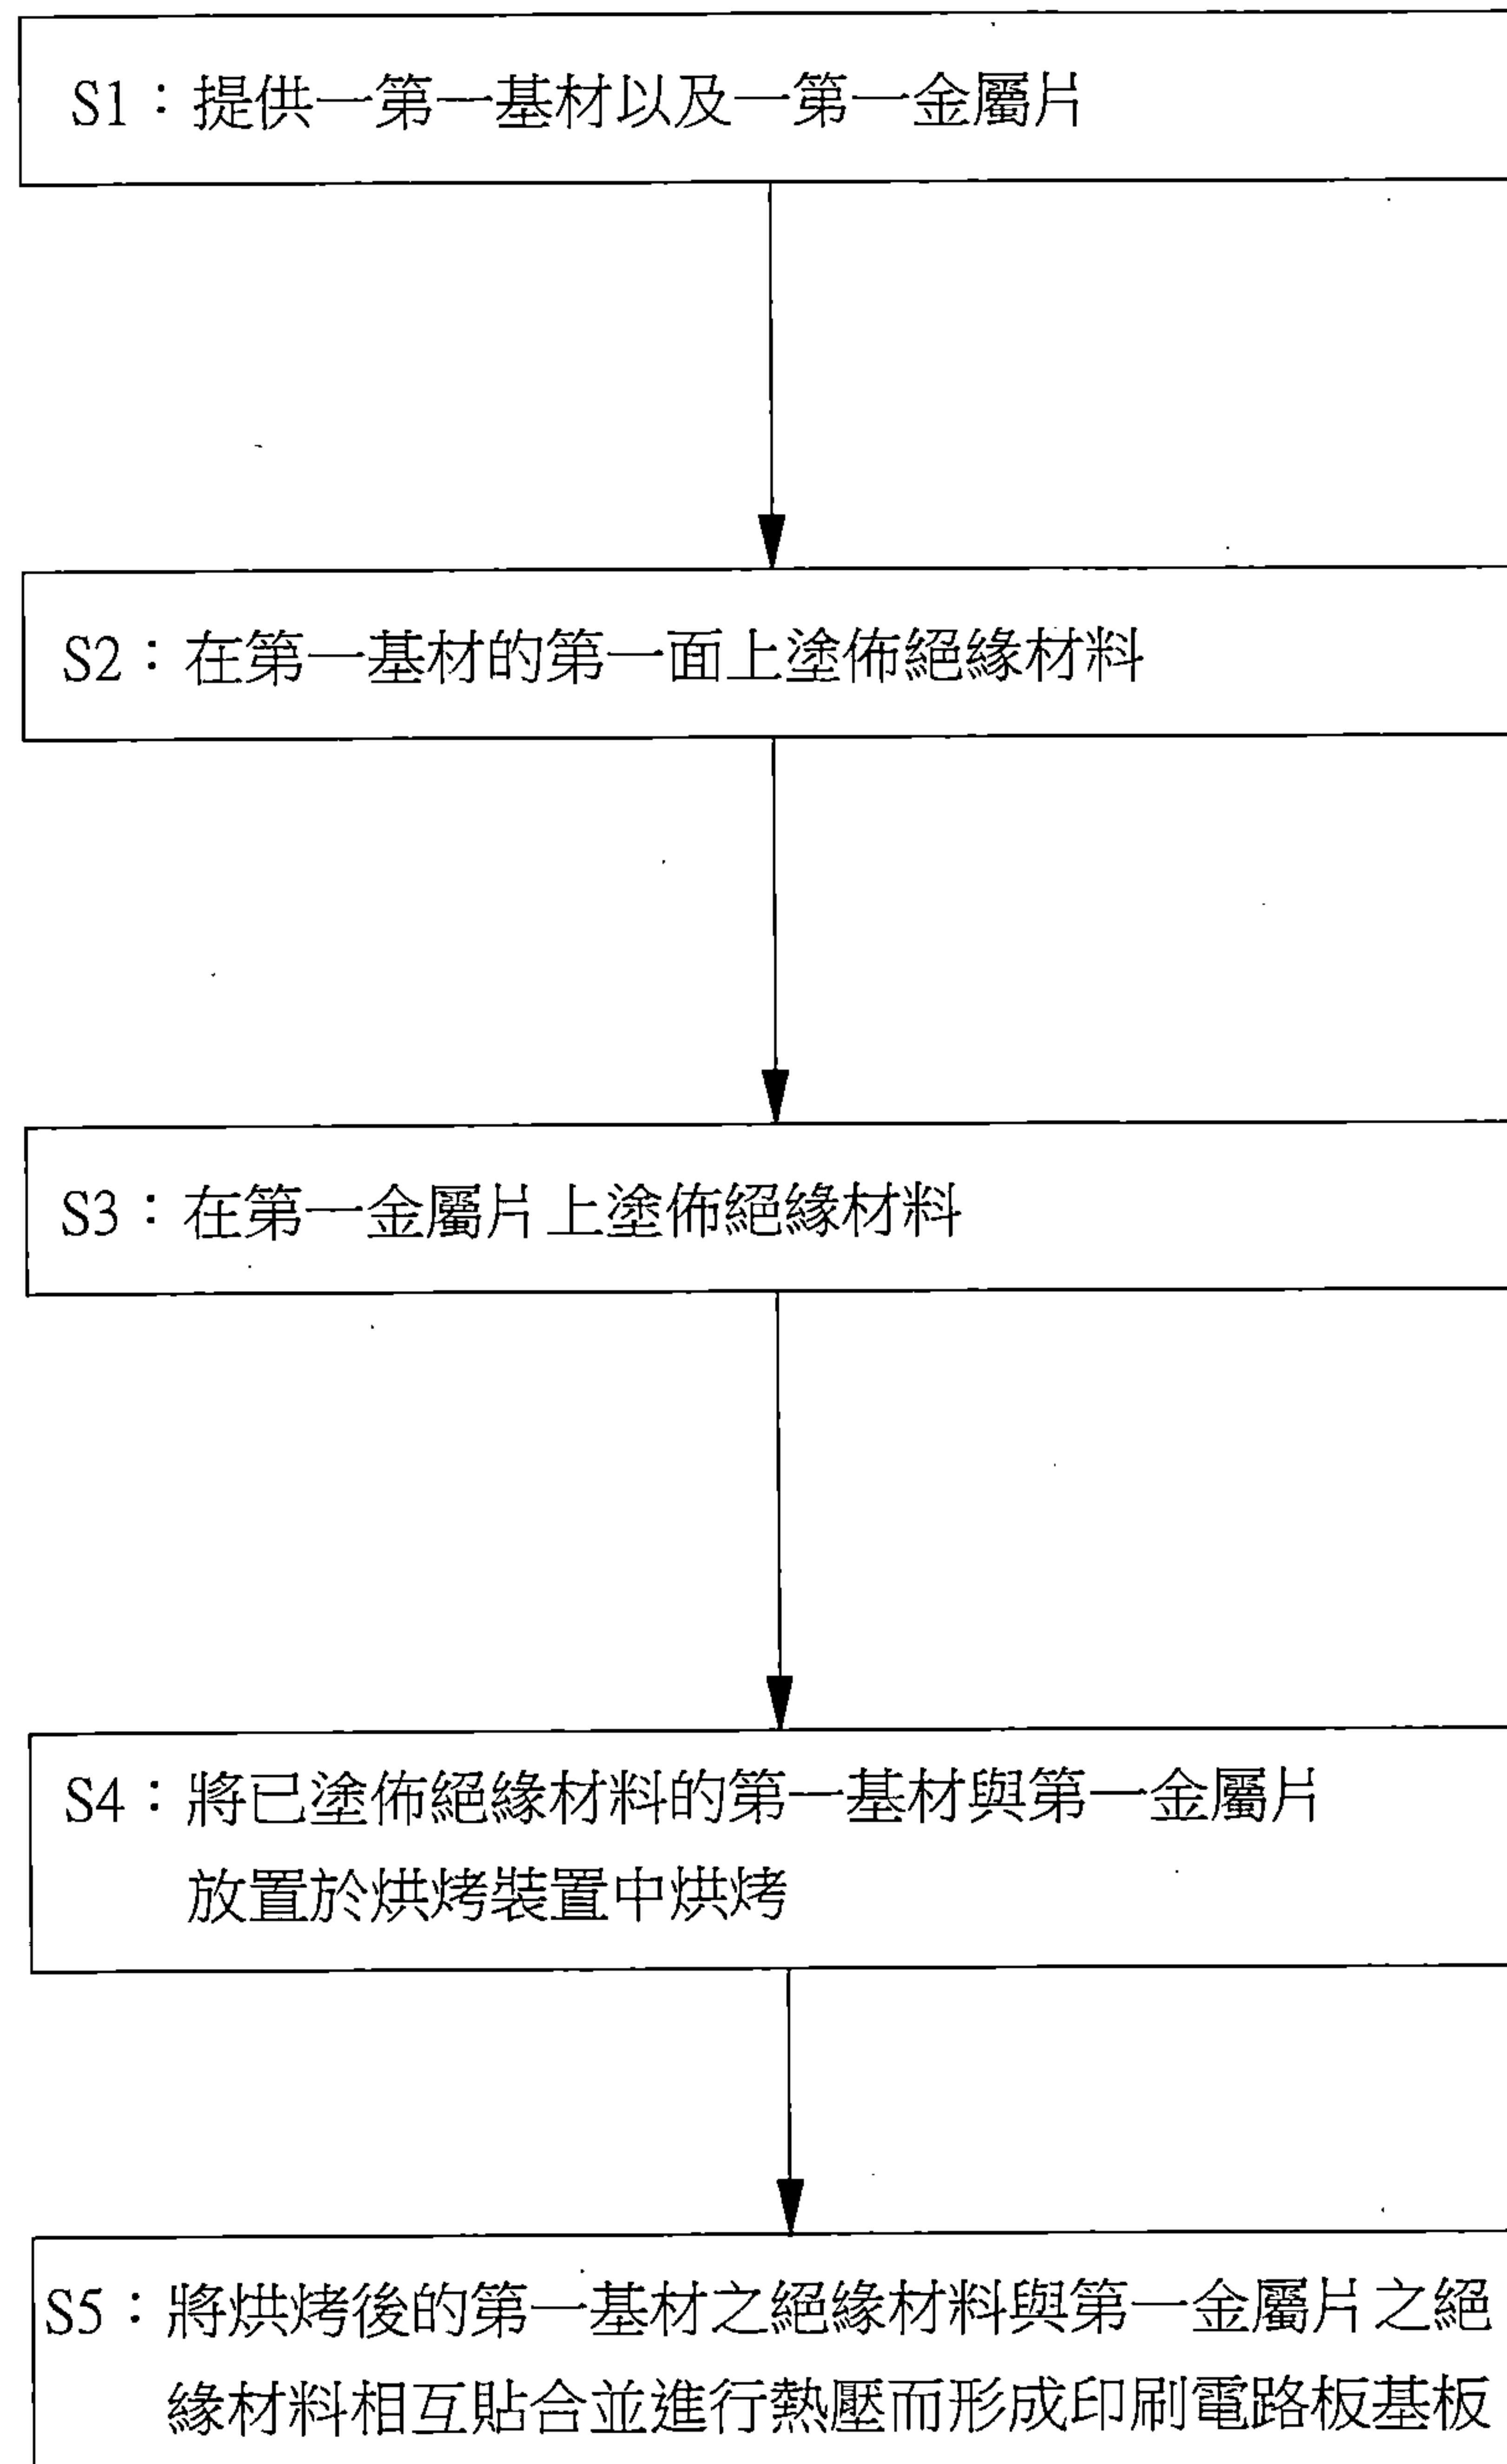 S1：提供一第一基材以及一第一金屬片
S2：在第一基材的第一面上塗佈絕緣材料
S3：在第一金屬片上塗佈絕緣材料
S4：將已塗佈絕緣材料的第一基材與第一金屬片
放置於烘烤裝置中烘烤
S5：將烘烤後的第一基材之絕緣材料與第一金屬片之絕
緣材料相互貼合並進行熱壓而形成印刷電路板基板